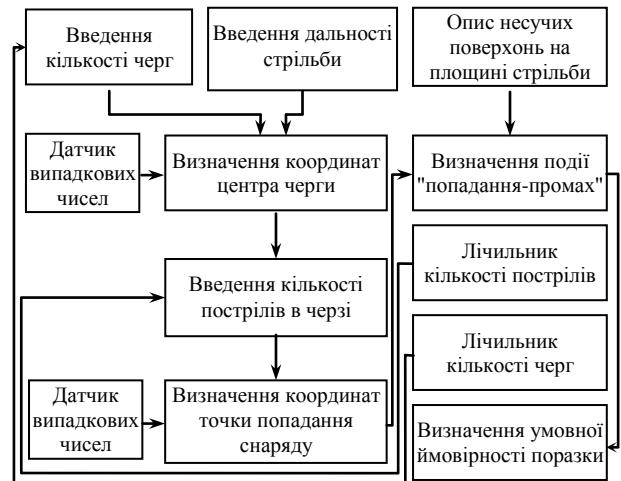 Введення
кількості черг
Введення дальності
стрільби
Опис несучих
поверхонь на
площині стрільби
Датчик
випадкових
чисел
Визначення координат
центра черги
Визначення події
"попадання-промах"
Лічильник
кількості пострілів
Введення кількості
пострілів в черзі
Лічильник
кількості черг
Датчик
випадкових
чисел
Визначення координат
точки попадання
снаряду
Визначення умовної
ймовірності поразки